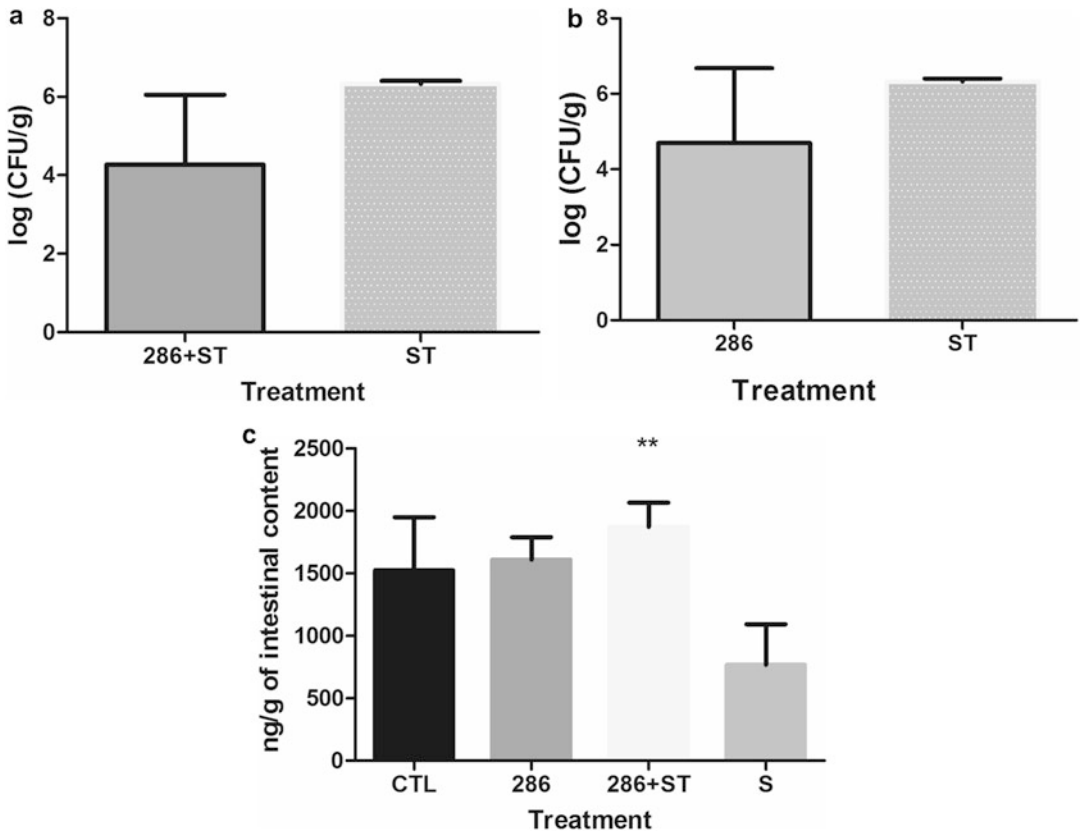 a
8
6
4
2
0
log (CFU/g)
286+ST ST
Treatment
b
8
6
4
2
0
log (CFU/g)
286 ST
Treatment
c
2500
2000
1500
1000
500
0
ng/g of intestinal content
**
CTL 286 286+ST S
Treatment